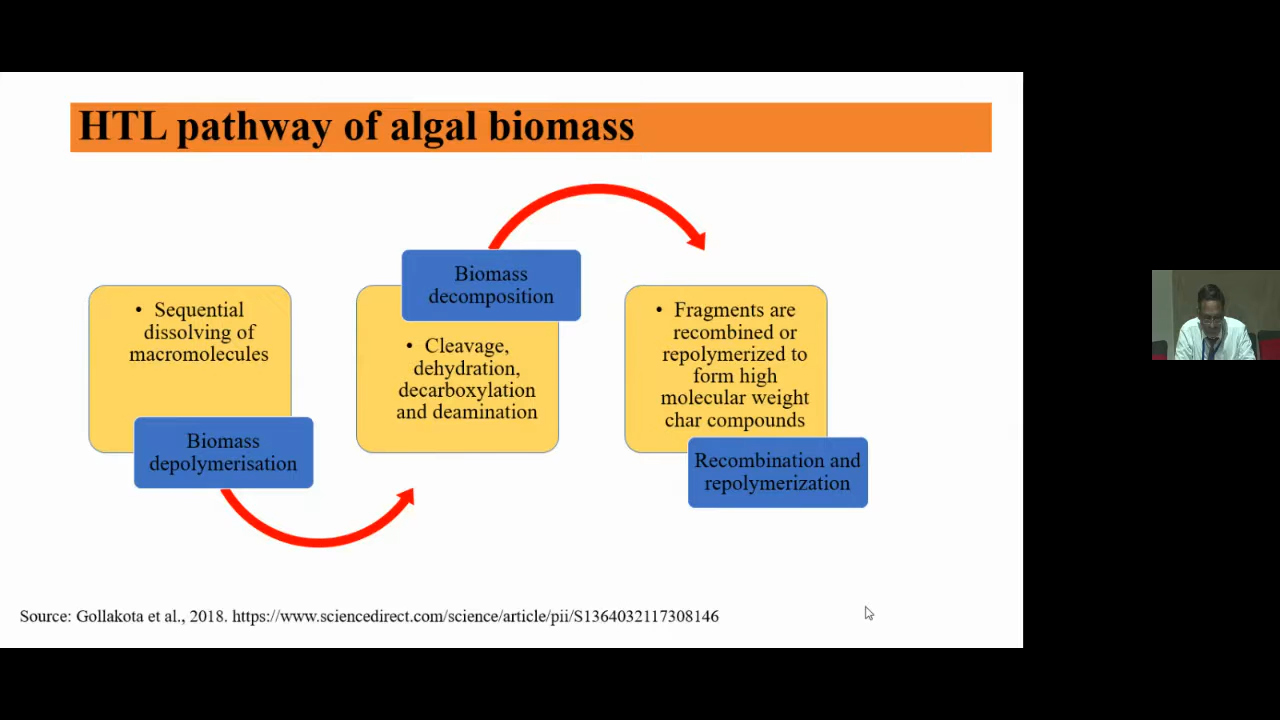 HTL pathway of algal biomass
• Sequential
dissolving of
macromolecules
Biomass
depolymerisation
Biomass
decomposition
• Cleavage,
dehydration,
decarboxylation
and deamination
• Fragments are
recombined or
repolymerized to
form high
molecular weight
char compounds
Recombination and
repolymerization
Source: Gollakota et al., 2018. https://www.sciencedirect.com/science/article/pii/S1364032117308146